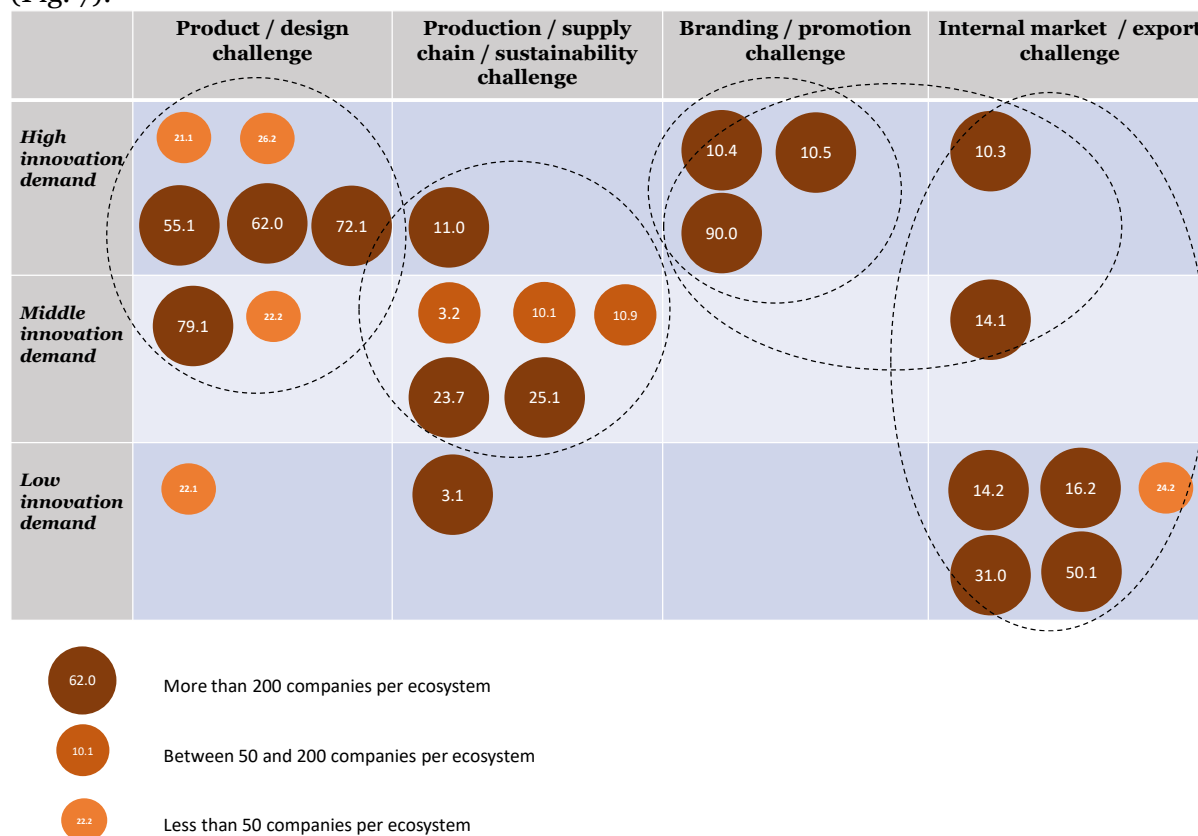 (Fig. 7).
Product / design
challenge
Production / supply
chain / sustainability
challenge
Branding / promotion
challenge
Internal market / export
challenge
High
innovation
demand
21.1
26.2
55.1
62.0
72.1
11.0
10.4
10.5
90.0
10.3
Middle
innovation
demand
79.1
22.2
3.2
10.1
10.9
23.7
25.1
14.1
Low
innovation
demand
22.1
3.1
14.2
16.2
24.2
31.0
50.1
62.0
More than 200 companies per ecosystem
10.1
Between 50 and 200 companies per ecosystem
22.2
Less than 50 companies per ecosystem